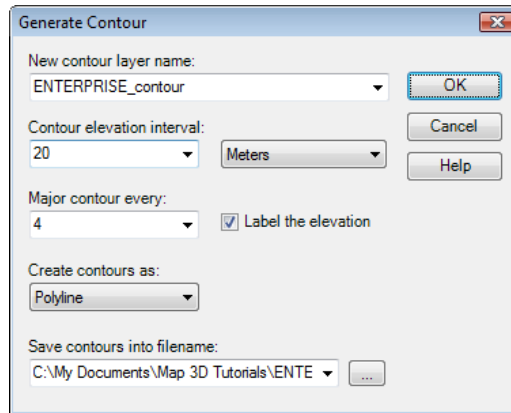 Generate Contour
New contour layer name:
ENTERPRISE_contour
OK
Contour elevation interval:
Cancel
20
Meters
Help
Major contour every:
4
Label the elevation
Create contours as:
Polyline
Save contours into filename:
C:\My Documents\Map 3D Tutorials\ENTE
...